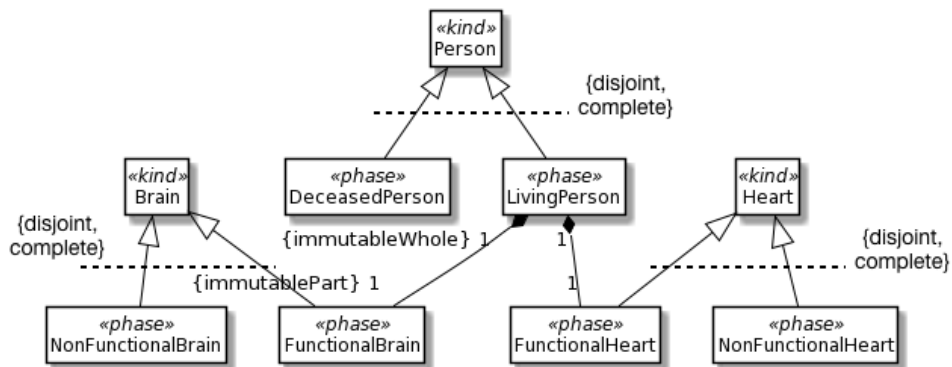 «kind»
Person
{disjoint,
complete}
«kind»
Brain
«phase»
DeceasedPerson
«phase»
LivingPerson
«kind»
Heart
{disjoint,
complete}
{immutableWhole} 1
1
{disjoint,
complete}
{immutablePart} 1
1
«phase»
NonFunctionalBrain
«phase»
FunctionalBrain
«phase»
FunctionalHeart
«phase»
NonFunctionalHeart